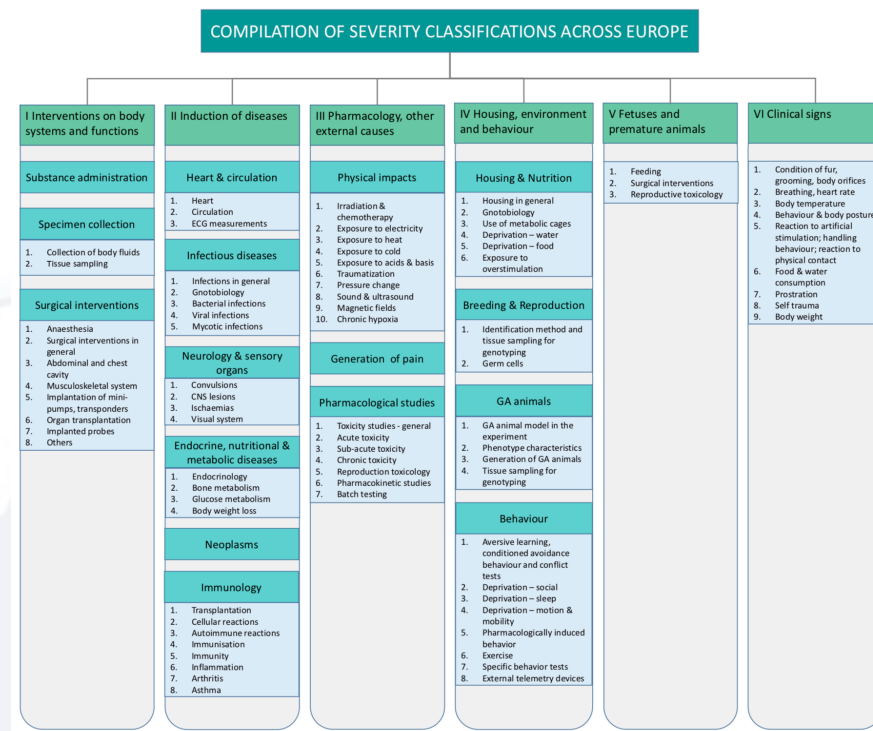 COMPILATION OF SEVERITY CLASSIFICATIONS ACROSS EUROPE
I Interventions on body
systems and functions
Substance administration
Specimen collection
1. Collection of body fluids
2. Tissue sampling
Surgical interventions
1. Anaesthesia
2. Surgical interventions in
general
3. Abdominal and chest
cavity
4. Musculoskeletal system
5. Implantation of mini-
pumps, transponders
6. Organ transplantation
7. Implanted probes
8. Others
II Induction of diseases
Heart & circulation
1. Heart
2. Circulation
3. ECG measurements
Infectious diseases
1. Infections in general
2. Gnotobiology
3. Bacterial infections
4. Viral infections
5. Mycotic infections
Neurology & sensory
organs
1. Convulsions
2. CNS lesions
3. Ischaemias
4. Visual system
Endocrine, nutritional &
metabolic diseases
1. Endocrinology
2. Bone metabolism
3. Glucose metabolism
4. Body weight loss
Neoplasms
Immunology
1. Transplantation
2. Cellular reactions
3. Autoimmune reactions
4. Immunisation
5. Immunity
6. Inflammation
7. Arthritis
8. Asthma
III Pharmacology, other
external causes
Physical impacts
1. Irradiation &
chemotherapy
2. Exposure to electricity
3. Exposure to heat
4. Exposure to cold
5. Exposure to acids & basis
6. Traumatization
7. Pressure change
8. Sound & ultrasound
9. Magnetic fields
10. Chronic hypoxia
Generation of pain
Pharmacological studies
1. Toxicity studies - general
2. Acute toxicity
3. Sub-acute toxicity
4. Chronic toxicity
5. Reproduction toxicology
6. Pharmacokinetic studies
7. Batch testing
IV Housing, environment
and behaviour
Housing & Nutrition
1. Housing in general
2. Gnotobiology
3. Use of metabolic cages
4. Deprivation – water
5. Deprivation – food
6. Exposure to
overstimulation
Breeding & Reproduction
1. Identification method and
tissue sampling for
genotyping
2. Germ cells
GA animals
1. GA animal model in the
experiment
2. Phenotype characteristics
3. Generation of GA animals
4. Tissue sampling for
genotyping
Behaviour
1. Aversive learning,
conditioned avoidance
behaviour and conflict
tests
2. Deprivation – social
3. Deprivation – sleep
4. Deprivation – motion &
mobility
5. Pharmacologically induced
behavior
6. Exercise
7. Specific behavior tests
8. External telemetry devices
V Fetuses and
premature animals
1. Feeding
2. Surgical interventions
3. Reproductive toxicology
VI Clinical signs
1. Condition of fur,
grooming, body orifices
2. Breathing, heart rate
3. Body temperature
4. Behaviour & body posture
5. Reaction to artificial
stimulation; handling
behaviour; reaction to
physical contact
6. Food & water
consumption
7. Prostration
8. Self trauma
9. Body weight